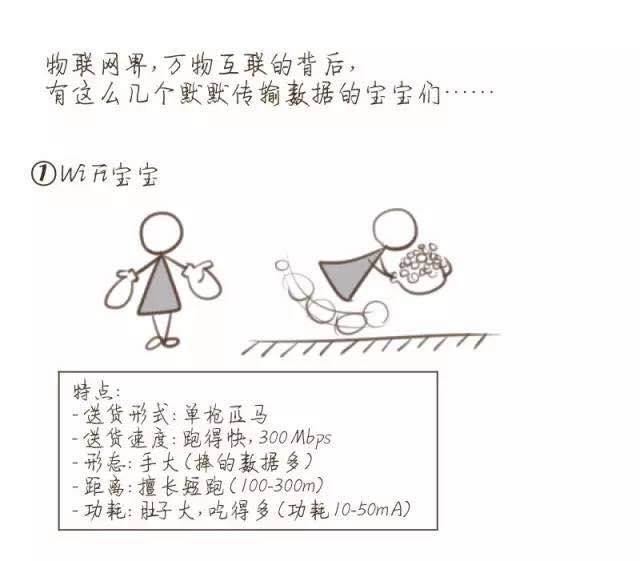 物联网界,万物互联的背后,
有这么几个默默传输数据的宝宝们……
①WiFi宝宝
特点:
-送货形式:单枪匹马
-送货速度:跑得快,300Mbps
-形态:手大(捧的数据多)
-距离:擅长短跑(100-300m)
-功耗:肚子大,吃得多(功耗10-50mA)